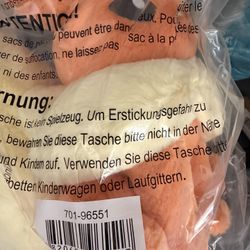 ATTENTION
peuvent être dan
aux. Pour
sacs de p
sac à la p
de suffocation, ne laissez pas
ni des enfants.
rnung:
asche ist kein Spielzeug. Um Erstickungsgefahr zu
, bewahren Sie diese Tasche bitte nicht in der Nähe
und Kindern auf. Verwenden Sie diese Tasche
betten Kinderwagen oder Laufgittern.
701-96551